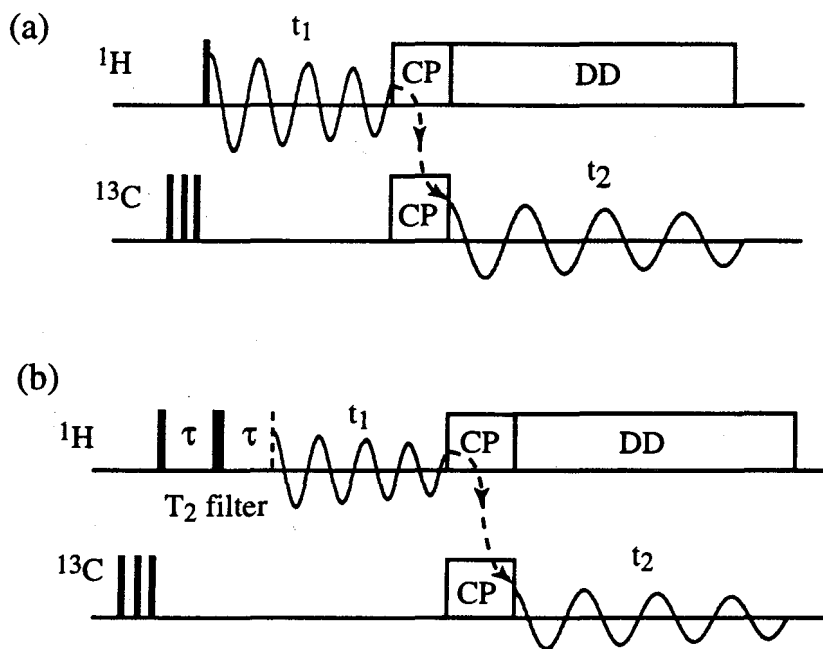 (a)
t₁
¹H CP DD
¹³C CP t₂
(b)
t₁
¹H τ τ CP DD
T₂ filter
¹³C CP t₂